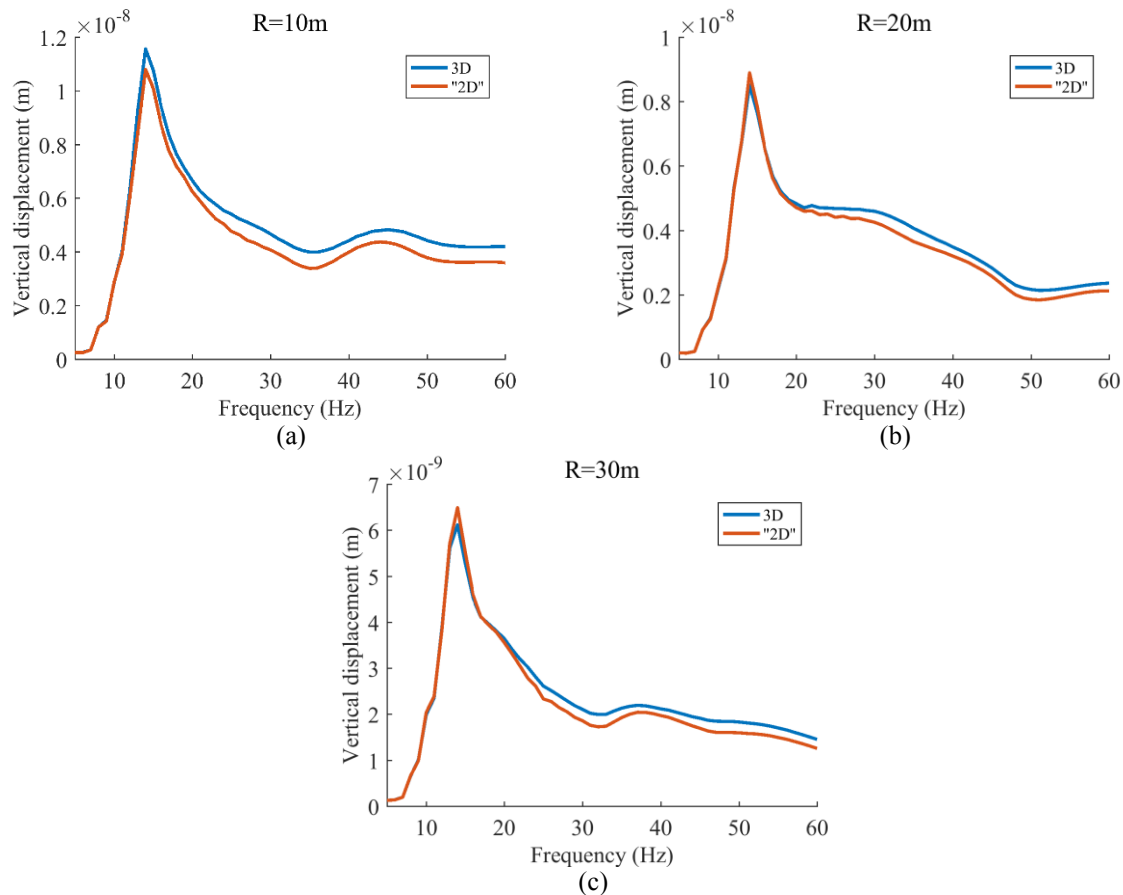 ×10-8
R=10m
1.2
1
0.8
0.6
0.4
0.2
0
Vertical displacement (m)
3D
"2D"
10 20 30 40 50 60
Frequency (Hz)
(a)
×10-8
R=20m
1
0.8
0.6
0.4
0.2
0
Vertical displacement (m)
3D
"2D"
10 20 30 40 50 60
Frequency (Hz)
(b)
×10-9
R=30m
7
6
5
4
3
2
1
0
Vertical displacement (m)
3D
"2D"
10 20 30 40 50 60
Frequency (Hz)
(c)